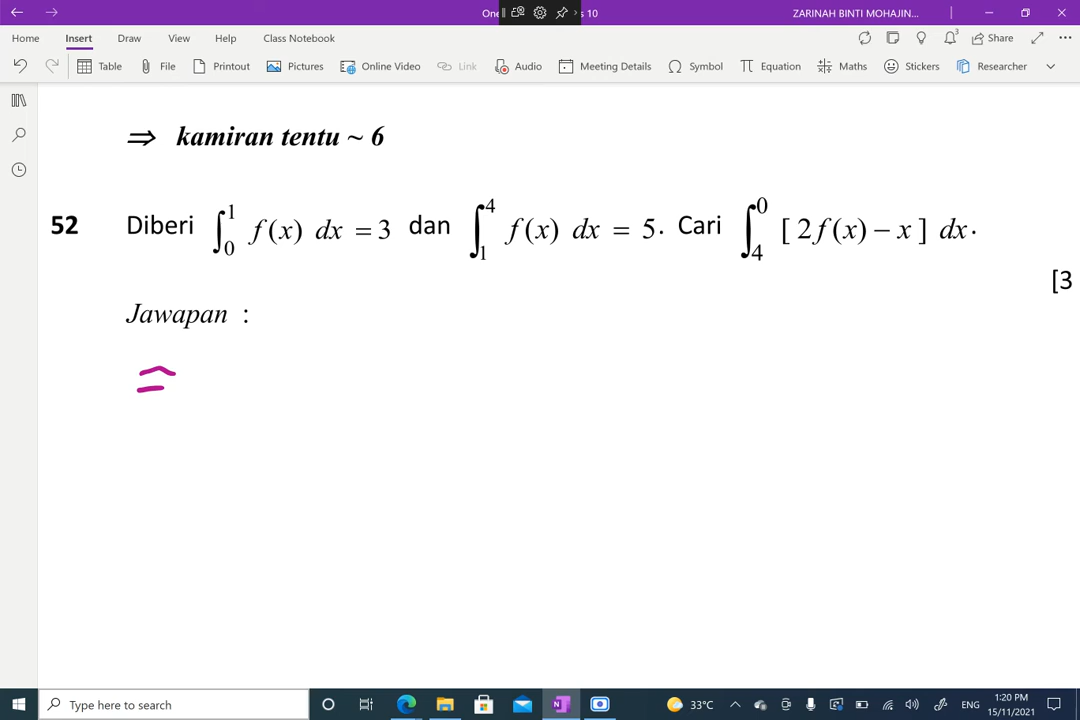 One 10 ZARINAH BINTI MOHAJIN...
Home Insert Draw View Help Class Notebook 3 Share
Table File Printout Pictures Online Video Link Audio Meeting Details Symbol Equation Maths Stickers Researcher
⇒ kamiran tentu ~ 6
52 Diberi ∫₀¹ f(x) dx = 3 dan ∫₁⁴ f(x) dx = 5. Cari ∫₄⁰ [ 2f(x) − x ] dx.
[3
Jawapan :
=
Type here to search 33°C ENG 1:20 PM
15/11/2021